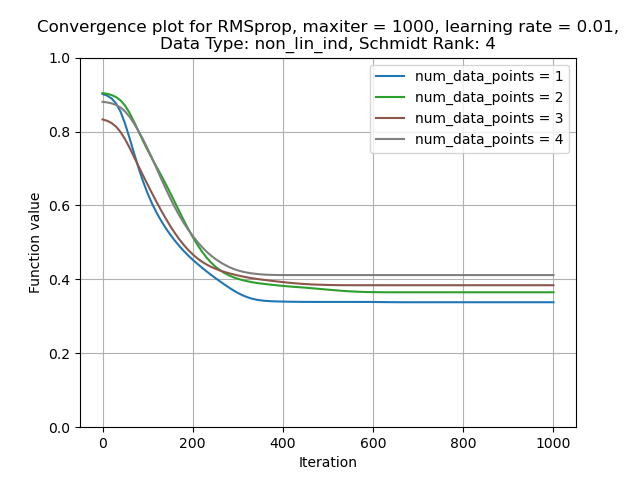 Convergence plot for RMSprop, maxiter = 1000, learning rate = 0.01,
Data Type: non_lin_ind, Schmidt Rank: 4
num_data_points = 1
num_data_points = 2
num_data_points = 3
num_data_points = 4
Function value
1.0
0.8
0.6
0.4
0.2
0.0
0 200 400 600 800 1000
Iteration